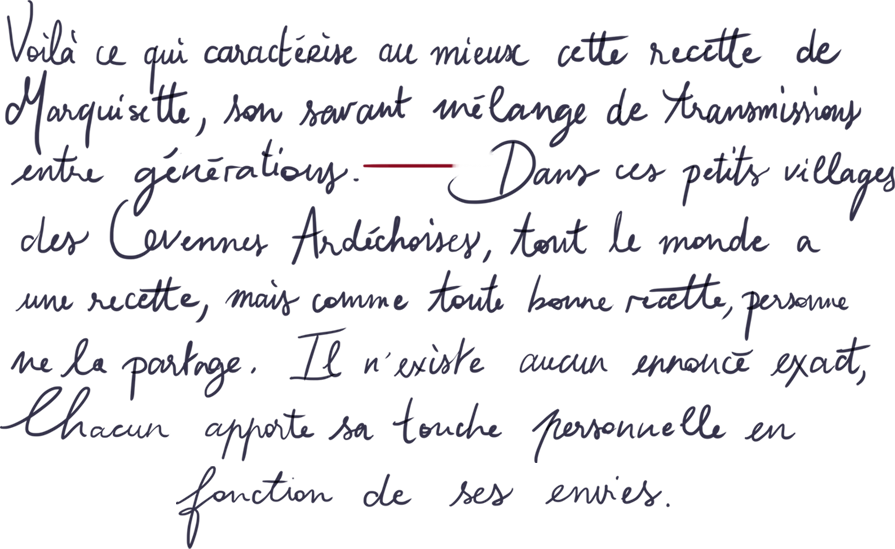 Voilà ce qui caractérise au mieux cette recette de
Marquisette, son savant mélange de transmissions
entre générations. — Dans ces petits villages
des Cevennes Ardéchoises, tout le monde a
une recette, mais comme toute bonne recette, personne
ne la partage. Il n'existe aucun ennoncé exact,
Chacun apporte sa touche personnuelle en
fonction de ses envies.